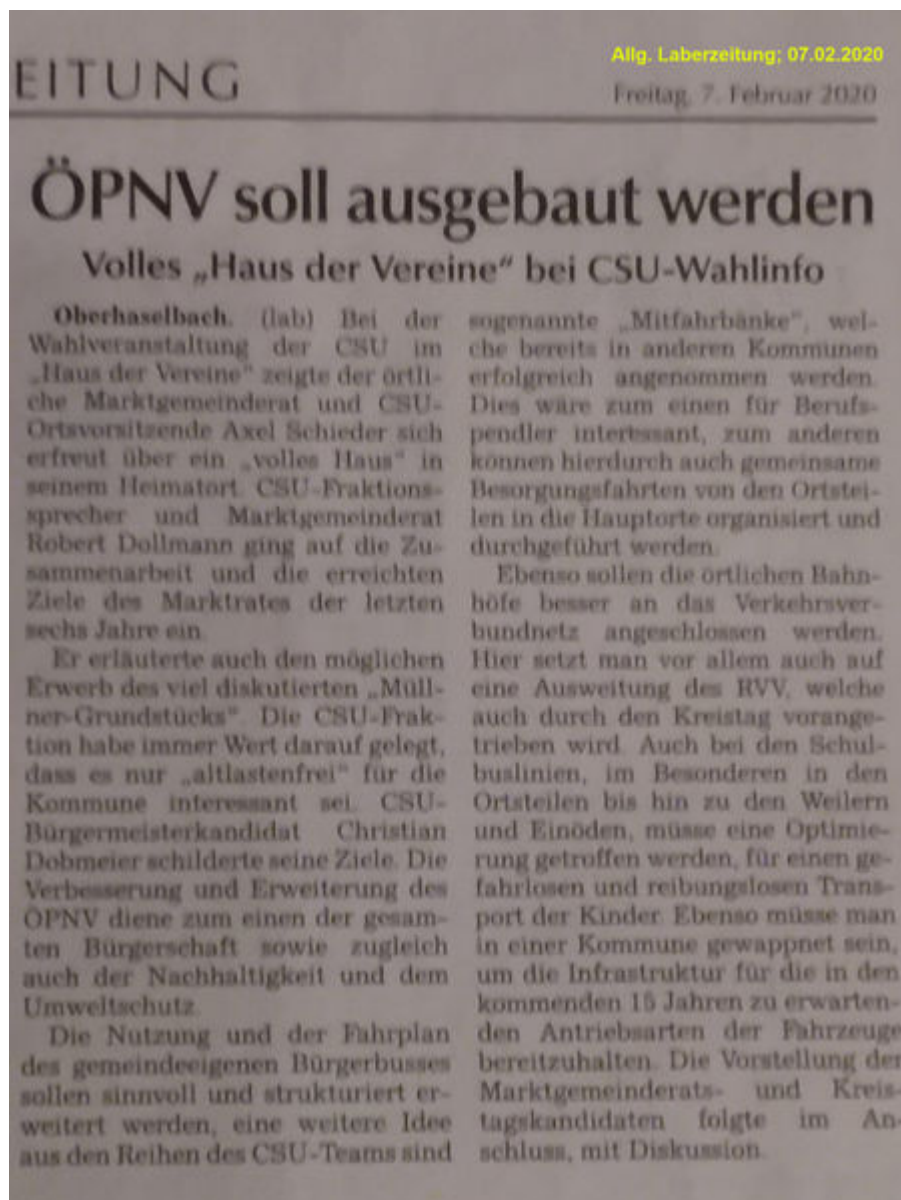 EITUNG
Allg. Laberzeitung; 07.02.2020
Freitag, 7. Februar 2020
ÖPNV soll ausgebaut werden
Volles „Haus der Vereine“ bei CSU-Wahlinfo
Oberhaselbach. (lab) Bei der
Wahlveranstaltung der CSU im
„Haus der Vereine“ zeigte der örtli-
che Marktgemeinderat und CSU-
Ortsvorsitzende Axel Schieder sich
erfreut über ein „volles Haus“ in
seinem Heimatort. CSU-Fraktions-
sprecher und Marktgemeinderat
Robert Dollmann ging auf die Zu-
sammenarbeit und die erreichten
Ziele des Marktrates der letzten
sechs Jahre ein.
Er erläuterte auch den möglichen
Erwerb des viel diskutierten „Müll-
ner-Grundstücks“. Die CSU-Frak-
tion habe immer Wert darauf gelegt,
dass es nur „altlastenfrei“ für die
Kommune interessant sei. CSU-
Bürgermeisterkandidat Christian
Dobmeier schilderte seine Ziele. Die
Verbesserung und Erweiterung des
ÖPNV diene zum einen der gesam-
ten Bürgerschaft sowie zugleich
auch der Nachhaltigkeit und dem
Umweltschutz.
Die Nutzung und der Fahrplan
des gemeindeeigenen Bürgerbusses
sollen sinnvoll und strukturiert er-
weitert werden, eine weitere Idee
aus den Reihen des CSU-Teams sind
sogenannte „Mitfahrbänke“, wel-
che bereits in anderen Kommunen
erfolgreich angenommen werden.
Dies wäre zum einen für Berufs-
pendler interessant, zum anderen
können hierdurch auch gemeinsame
Besorgungsfahrten von den Ortstei-
len in die Hauptorte organisiert und
durchgeführt werden.
Ebenso sollen die örtlichen Bahn-
höfe besser an das Verkehrsver-
bundnetz angeschlossen werden.
Hier setzt man vor allem auch auf
eine Ausweitung des RVV, welche
auch durch den Kreistag vorange-
trieben wird. Auch bei den Schul-
buslinien, im Besonderen in den
Ortsteilen bis hin zu den Weilern
und Einöden, müsse eine Optimie-
rung getroffen werden, für einen ge-
fahrlosen und reibungslosen Trans-
port der Kinder. Ebenso müsse man
in einer Kommune gewappnet sein,
um die Infrastruktur für die in den
kommenden 15 Jahren zu erwarten-
den Antriebsarten der Fahrzeuge
bereitzuhalten. Die Vorstellung der
Marktgemeinderats- und Kreis-
tagskandidaten folgte im An-
schluss, mit Diskussion.